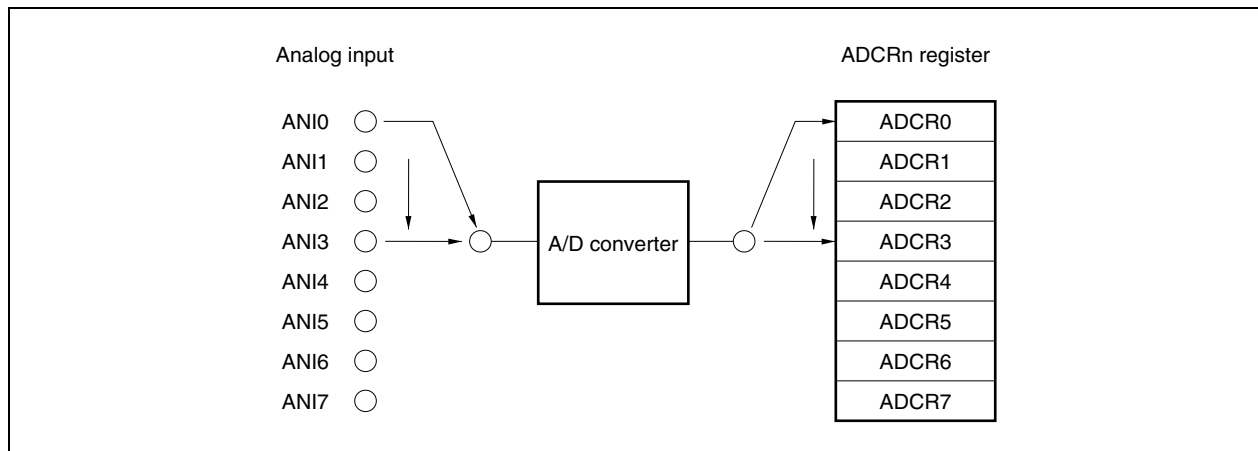 Analog input
ADCRn register
ANI0
ANI1
ANI2
ANI3
ANI4
ANI5
ANI6
ANI7
A/D converter
ADCR0
ADCR1
ADCR2
ADCR3
ADCR4
ADCR5
ADCR6
ADCR7